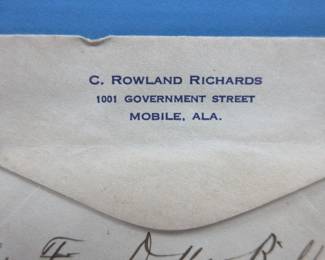 C. ROWLAND RICHARDS
1001 GOVERNMENT STREET
MOBILE, ALA.